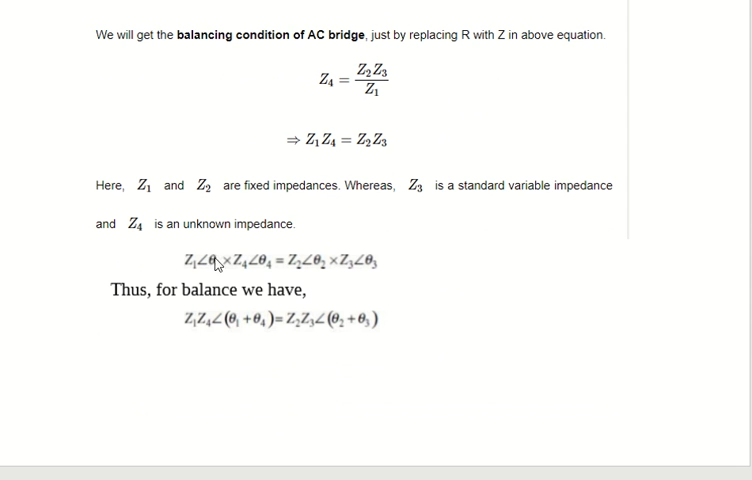 We will get the balancing condition of AC bridge, just by replacing R with Z in above equation.
Z₄ = Z₂Z₃ / Z₁
⇒ Z₁Z₄ = Z₂Z₃
Here, Z₁ and Z₂ are fixed impedances. Whereas, Z₃ is a standard variable impedance
and Z₄ is an unknown impedance.
Z₁∠θ₁×Z₄∠θ₄ = Z₂∠θ₂×Z₃∠θ₃
Thus, for balance we have,
Z₁Z₄∠(θ₁+θ₄)=Z₂Z₃∠(θ₂+θ₃)